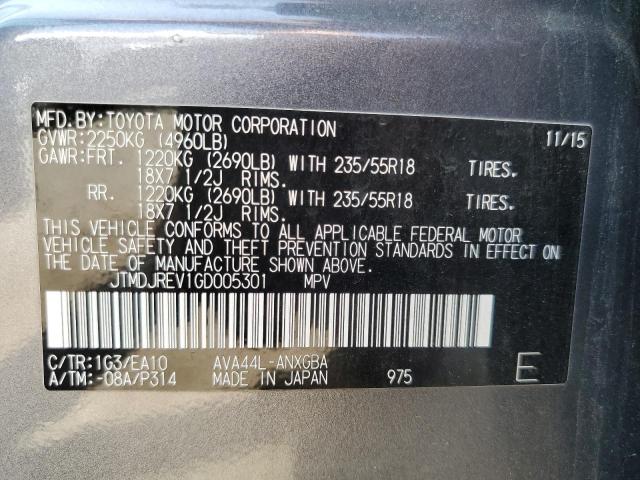 MFD.BY:TOYOTA MOTOR CORPORATION 11/15
GVWR:2250KG (4960LB)
GAWR:FRT. 1220KG (2690LB) WITH 235/55R18 TIRES.
18X7 1/2J RIMS.
RR. 1220KG (2690LB) WITH 235/55R18 TIRES.
18X7 1/2J RIMS.
THIS VEHICLE CONFORMS TO ALL APPLICABLE FEDERAL MOTOR
VEHICLE SAFETY AND THEFT PREVENTION STANDARDS IN EFFECT ON
THE DATE OF MANUFACTURE SHOWN ABOVE.
JTMDJREV1GD005301 MPV
C/TR:1G3/EA10 AVA44L-ANXGBA
A/TM:-08A/P314 MADE IN JAPAN 975 E